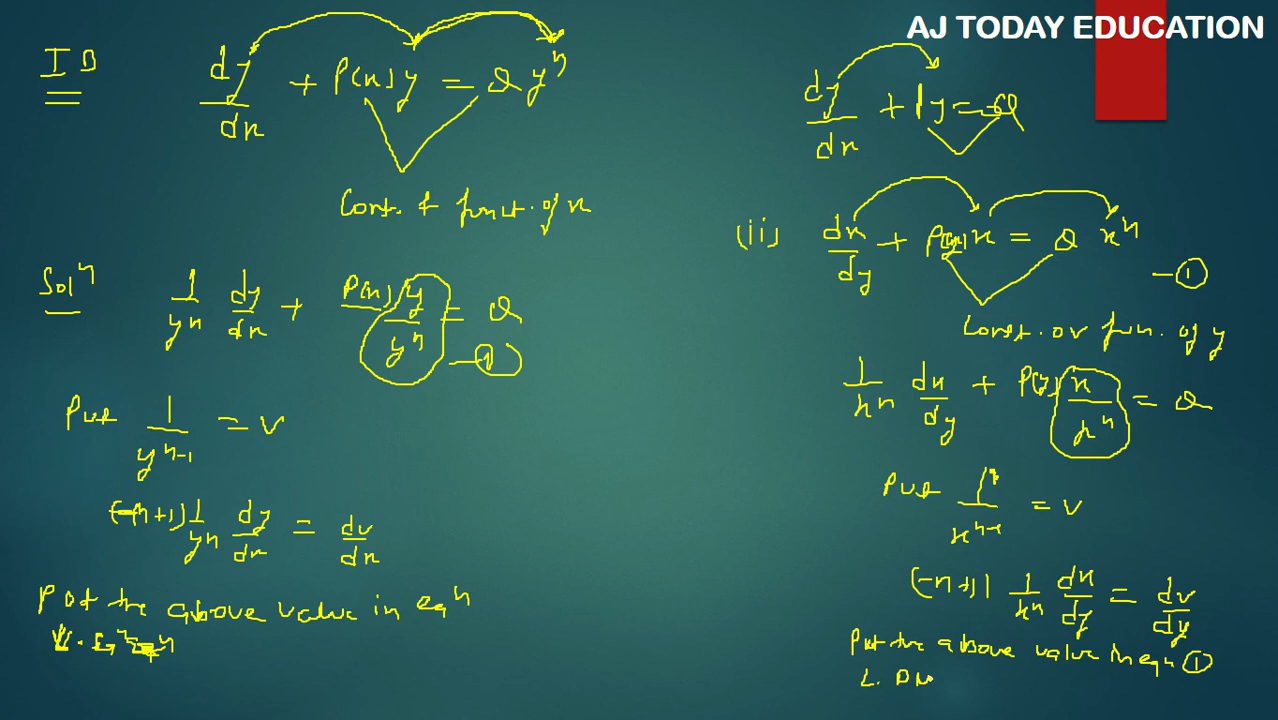 AJ TODAY EDUCATION
I D
dy/dx + P(x) y = Q y^n
Const. & funct. of x
Sol^n 1/y^n dy/dx + P(x) y/y^n = Q
—①
Put 1/y^n-1 = v
(-n+1) 1/y^n dy/dx = dv/dx
Put the above value in eq^n
dy/dx + Py = Q
(ii) dx/dy + P(y) x = Q x^n
—①
Const. or fun. of y
1/x^n dx/dy + P(y) x/x^n = Q
Put 1/x^n-1 = v
(-n+1) 1/x^n dx/dy = dv/dy
Put the above value in eq^n ①
L. D